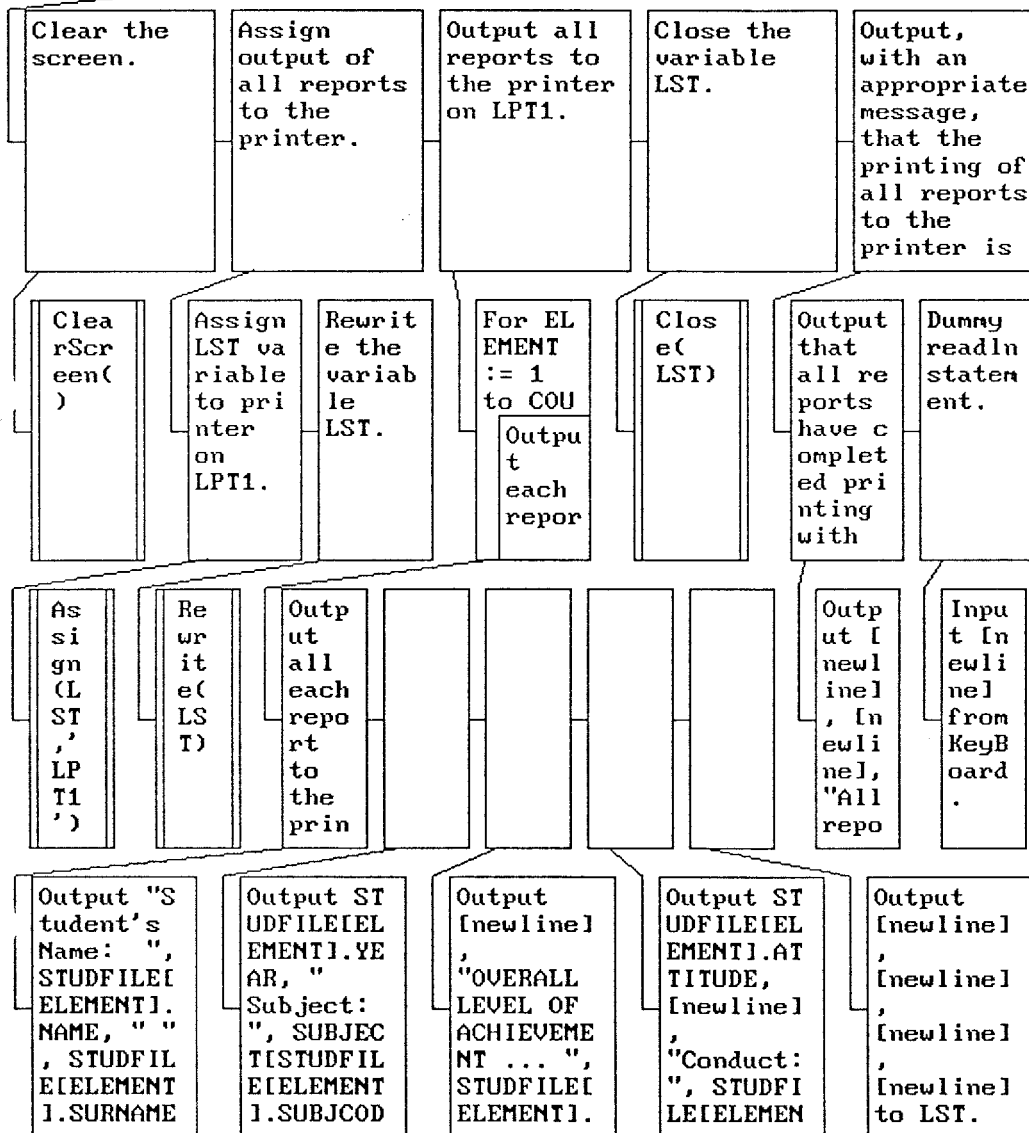 Clear the
screen.
Assign
output of
all reports
to the
printer.
Output all
reports to
the printer
on LPT1.
Close the
variable
LST.
Output,
with an
appropriate
message,
that the
printing of
all reports
to the
printer is
Clea
rScr
een(
)
Assign
LST va
riable
to pri
nter
on
LPT1.
Rewrit
e the
variab
le
LST.
For EL
EMENT
:= 1
to COU
Outpu
t
each
repor
Clos
e(
LST)
Output
that
all re
ports
have c
omplet
ed pri
nting
with
Dummy
readln
statem
ent.
As
si
gn
(L
ST
,'
LP
T1
')
Re
wr
it
e(
LS
T)
Outp
ut
all
each
repo
rt
to
the
prin
Outp
ut [
newl
ine]
, [n
ewli
ne],
"All
repo
Inpu
t [n
ewli
ne]
from
KeyB
oard
.
Output "S
tudent's
Name:  ",
STUDFILE[
ELEMENT].
NAME, " "
, STUDFIL
E[ELEMENT
].SURNAME
Output ST
UDFILE[EL
EMENT].YE
AR, "
Subject:
", SUBJEC
T[STUDFIL
E[ELEMENT
].SUBJCOD
Output
[newline]
,
"OVERALL
LEVEL OF
ACHIEVEME
NT ... ",
STUDFILE[
ELEMENT].
Output ST
UDFILE[EL
EMENT].AT
TITUDE,
[newline]
,
"Conduct:
", STUDFI
LE[ELEMEN
Output
[newline]
,
[newline]
,
[newline]
,
[newline]
to LST.